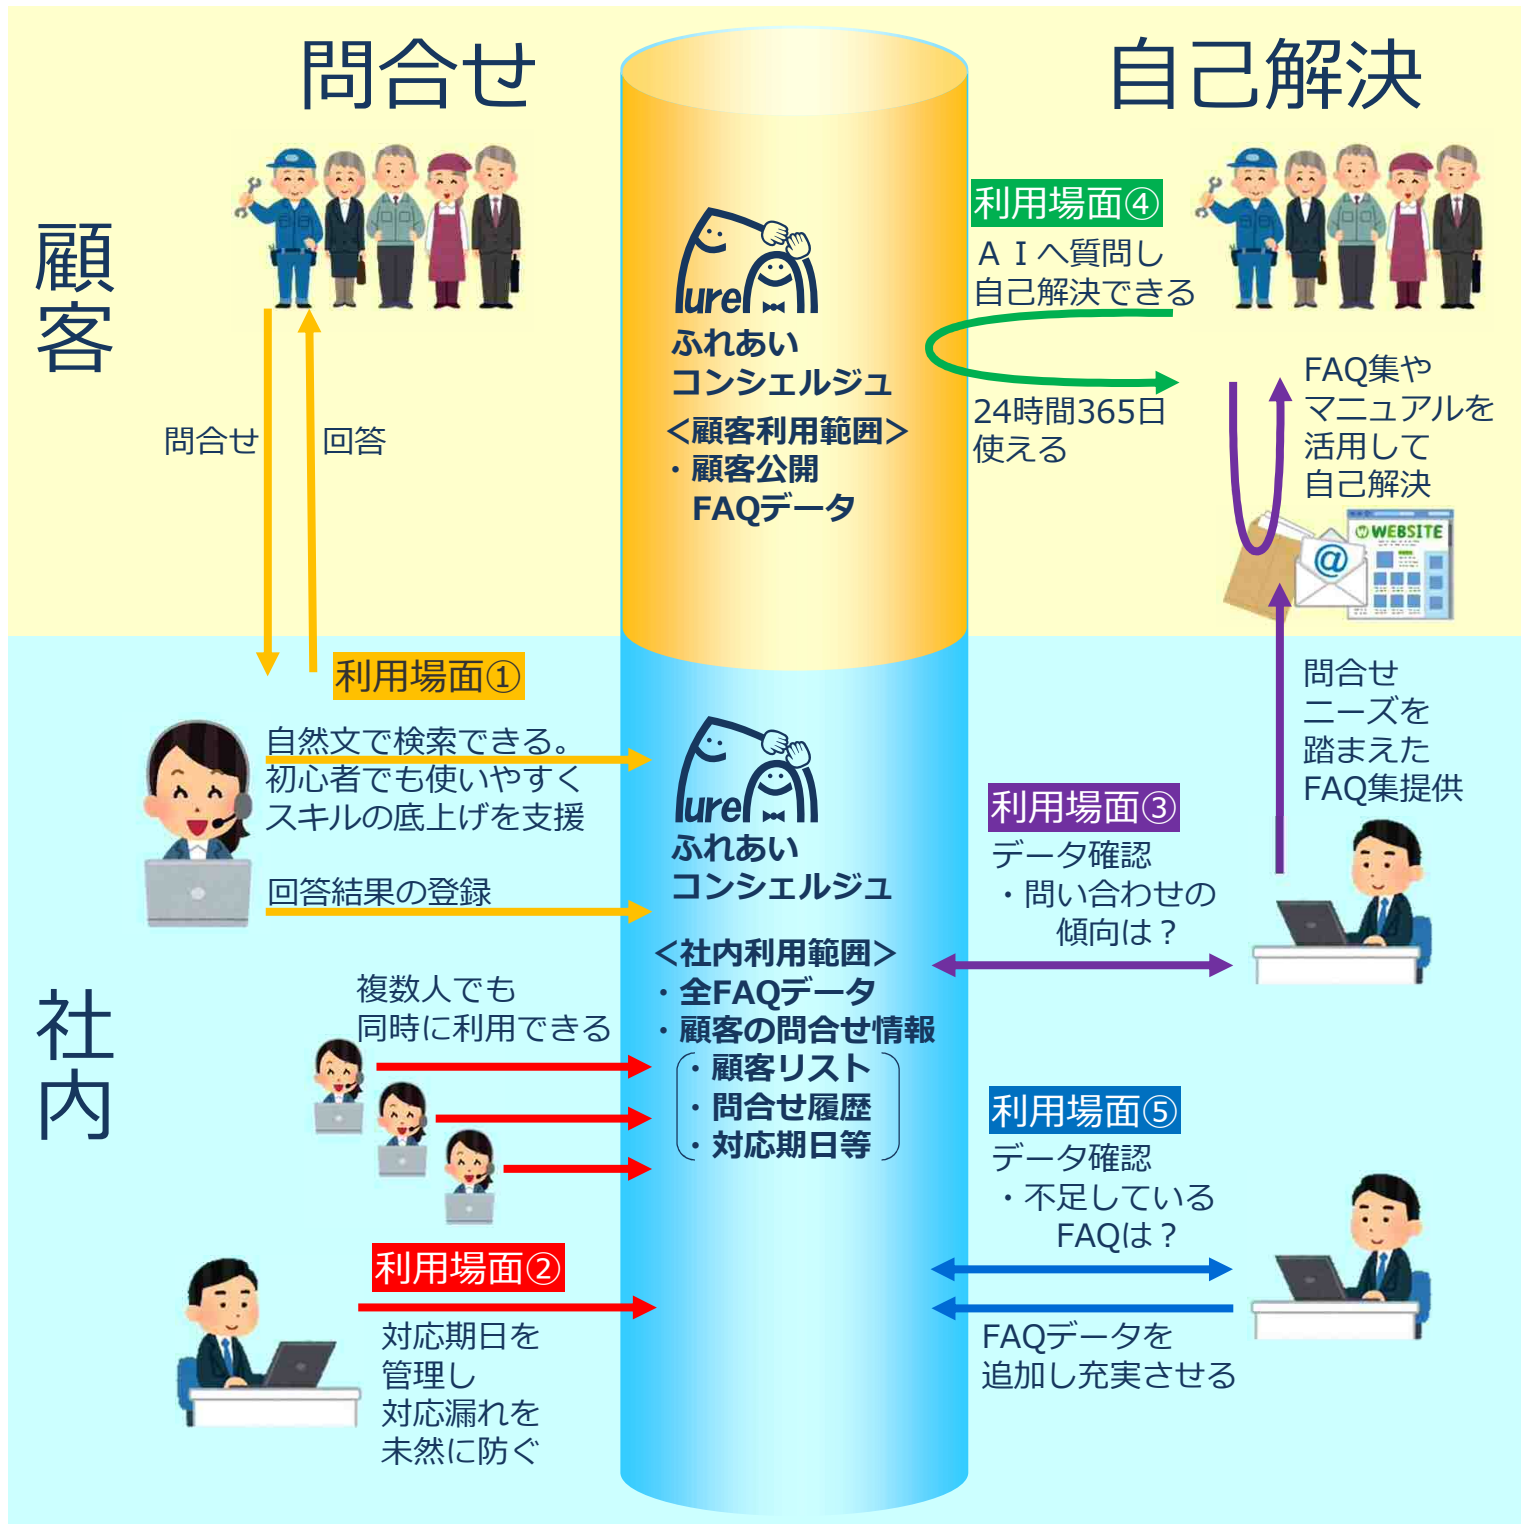 問合せ
自己解決
顧客
利用場面④
ＡＩへ質問し
自己解決できる
24時間365日
使える
FAQ集や
マニュアルを
活用して
自己解決
@
WEBSITE
問合せ
回答
ふれあい
コンシェルジュ
＜顧客利用範囲＞
・顧客公開
FAQデータ
社内
利用場面①
自然文で検索できる。
初心者でも使いやすく
スキルの底上げを支援
回答結果の登録
複数人でも
同時に利用できる
利用場面②
対応期日を
管理し
対応漏れを
未然に防ぐ
ふれあい
コンシェルジュ
＜社内利用範囲＞
・全FAQデータ
・顧客の問合せ情報
・顧客リスト
・問合せ履歴
・対応期日等
問合せ
ニーズを
踏まえた
FAQ集提供
利用場面③
データ確認
・問い合わせの
傾向は？
利用場面⑤
データ確認
・不足している
FAQは？
FAQデータを
追加し充実させる